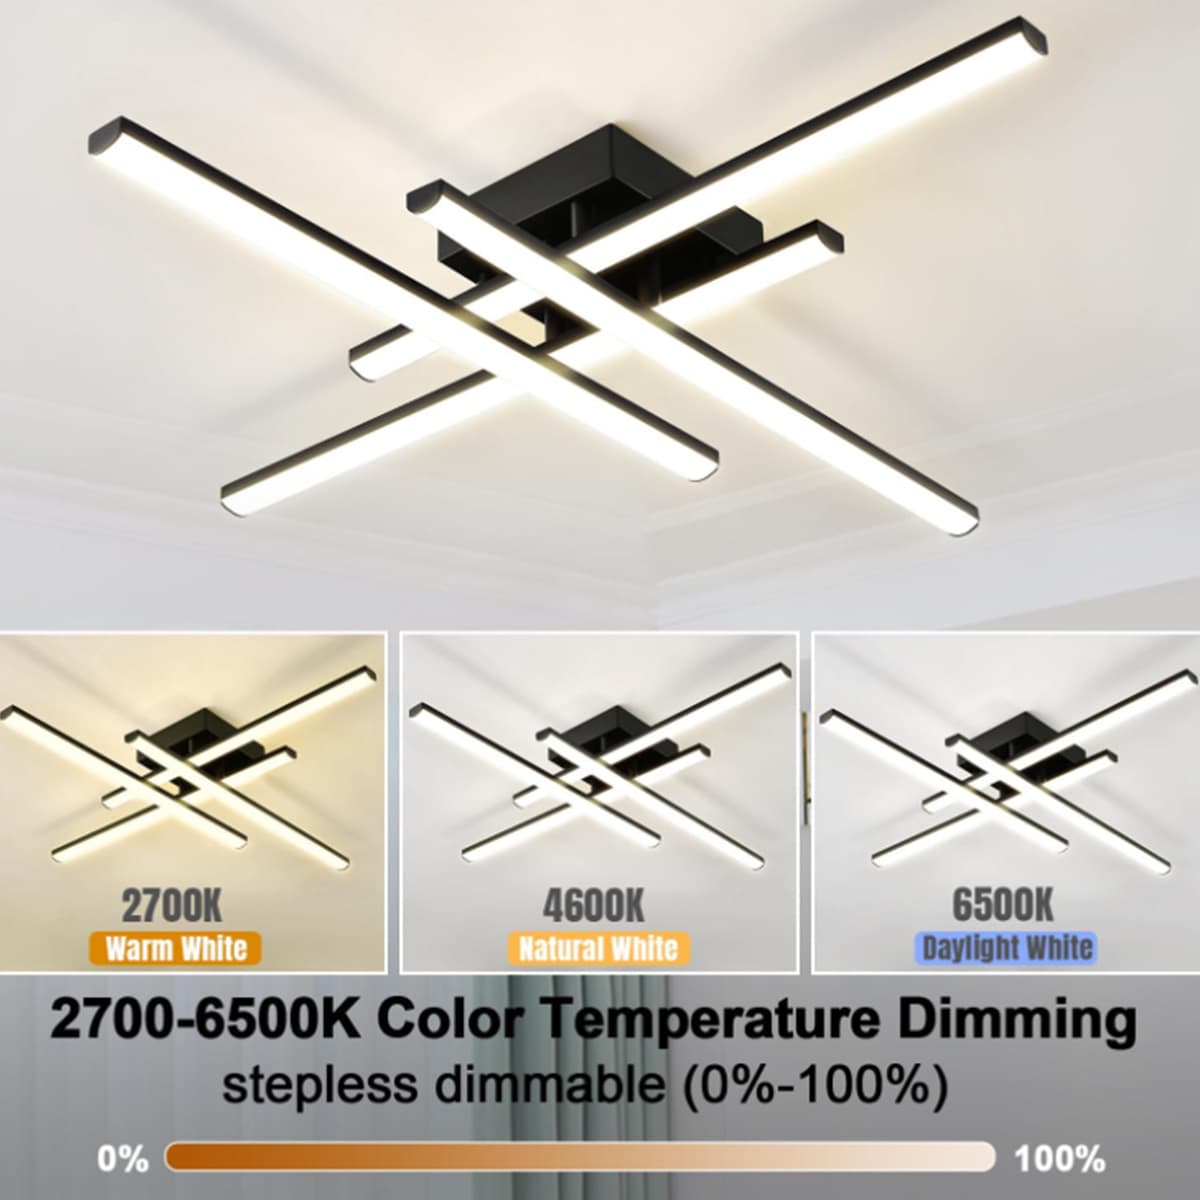 2700K
Warm White
4600K
Natural White
6500K
Daylight White
2700-6500K Color Temperature Dimming
stepless dimmable (0%-100%)
0%
100%